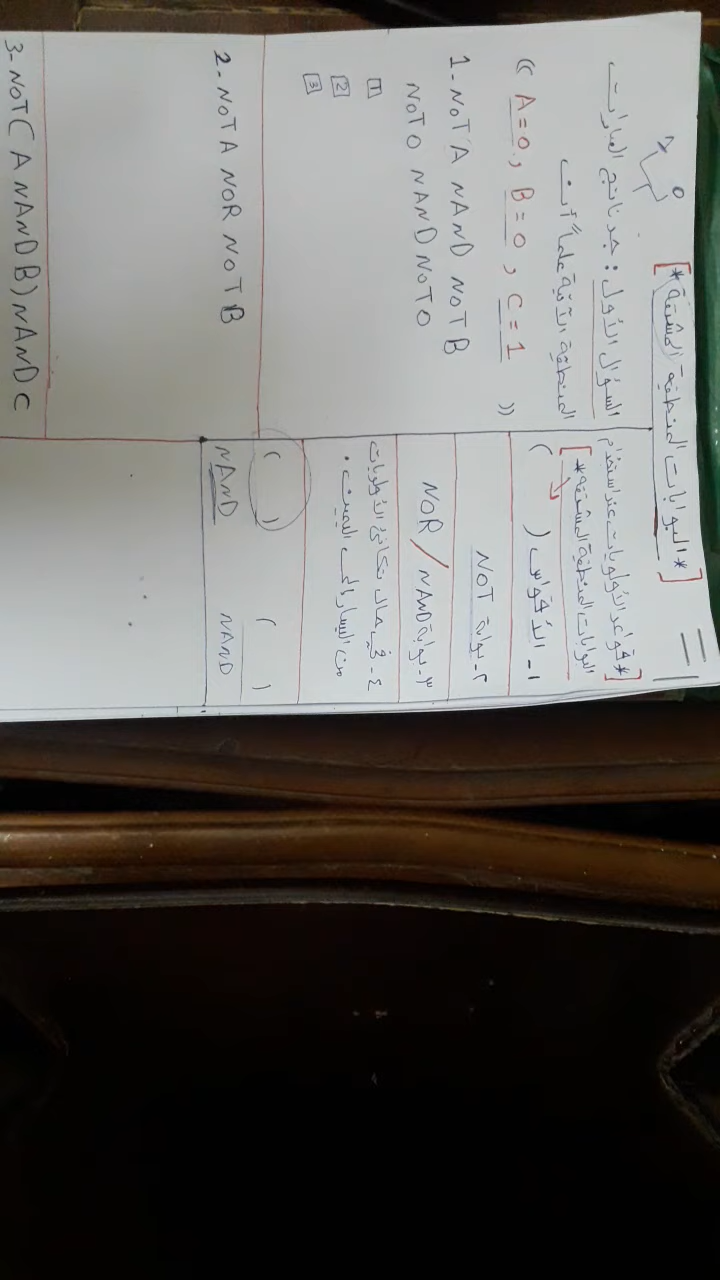 [* البوابات المنطقية المشتقة *]
السؤال الأول : جد ناتج العبارات
المنطقية الآتية علماً أنـ
(( A=0 , B=0 , C=1 ))
1- NOT A NAND NOT B
NOT 0 NAND NOT 0
1
2
3
2- NOT A NOR NOT B
3- NOT ( A NAND B) NAND C
[* قواعد الأولويات عند استخدام
البوابات المنطقية المشتقة *]
١- الأقواس ( )
٢- بوابة NOT
٣- بوابة NAND / NOR
٤- في حال تكافئ الأولويات
من اليسار إلى اليمين .
( ) ( )
NAND NAND